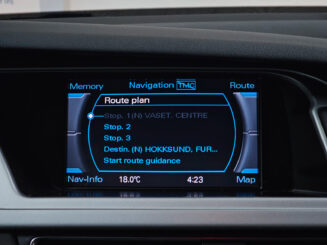 Memory
Navigation TMC
Route
Route plan
Stop. 1(N) VASET, CENTRE
Stop. 2
Stop. 3
Destin. (N) HOKKSUND, FUR...
Start route guidance
Nav-Info
18.0°C
4:23
Map